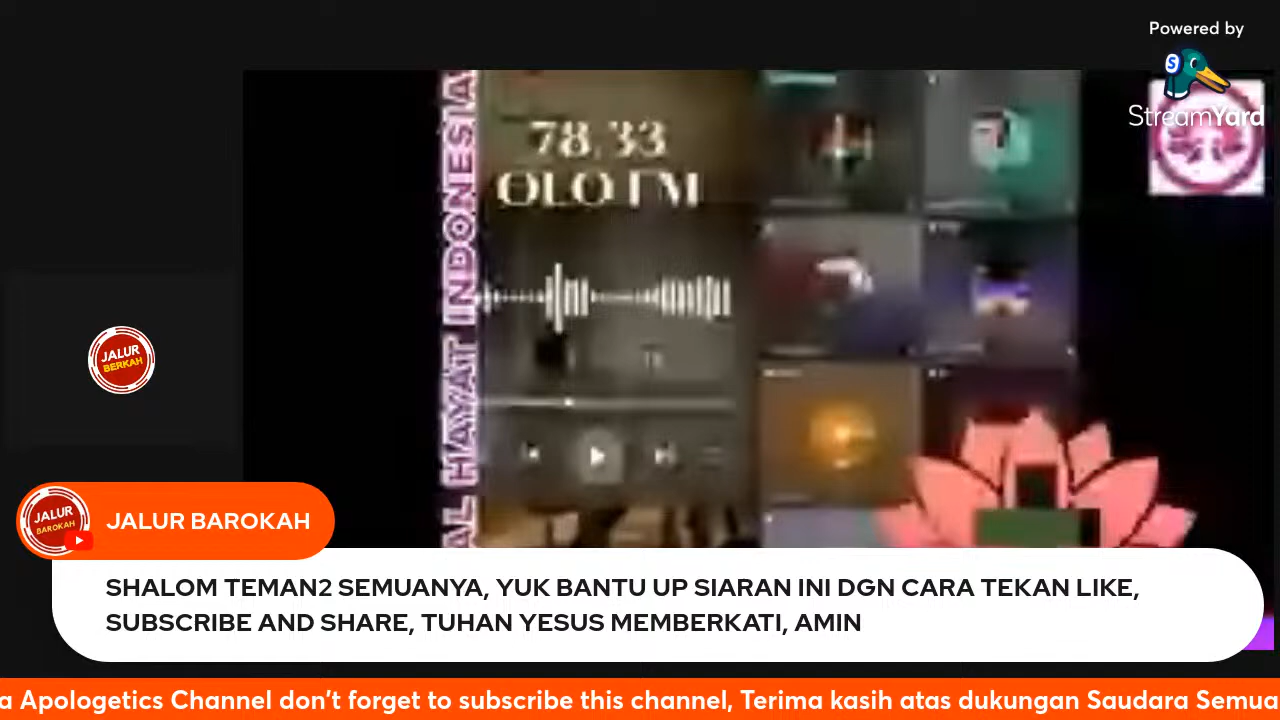 Powered by
StreamYard
AL HAYAT INDONESIA
78.33
OLO FM
JALUR
BERKAH
JALUR
BAROKAH
JALUR BAROKAH
SHALOM TEMAN2 SEMUANYA, YUK BANTU UP SIARAN INI DGN CARA TEKAN LIKE,
SUBSCRIBE AND SHARE, TUHAN YESUS MEMBERKATI, AMIN
a Apologetics Channel don't forget to subscribe this channel, Terima kasih atas dukungan Saudara Semua